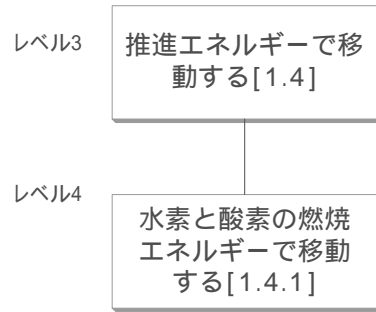 レベル3
推進エネルギーで移
動する[1.4]
レベル4
水素と酸素の燃焼
エネルギーで移動
する[1.4.1]